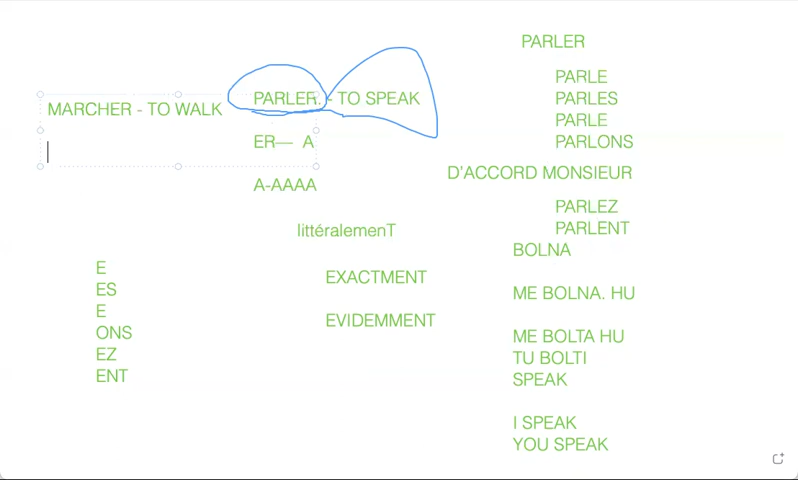 MARCHER - TO WALK
PARLER. - TO SPEAK
ER— A
A-AAAA
littéralemenT
EXACTMENT
EVIDEMMENT
E
ES
E
ONS
EZ
ENT
PARLER
PARLE
PARLES
PARLE
PARLONS
D'ACCORD MONSIEUR
PARLEZ
PARLENT
BOLNA
ME BOLNA. HU
ME BOLTA HU
TU BOLTI
SPEAK
I SPEAK
YOU SPEAK